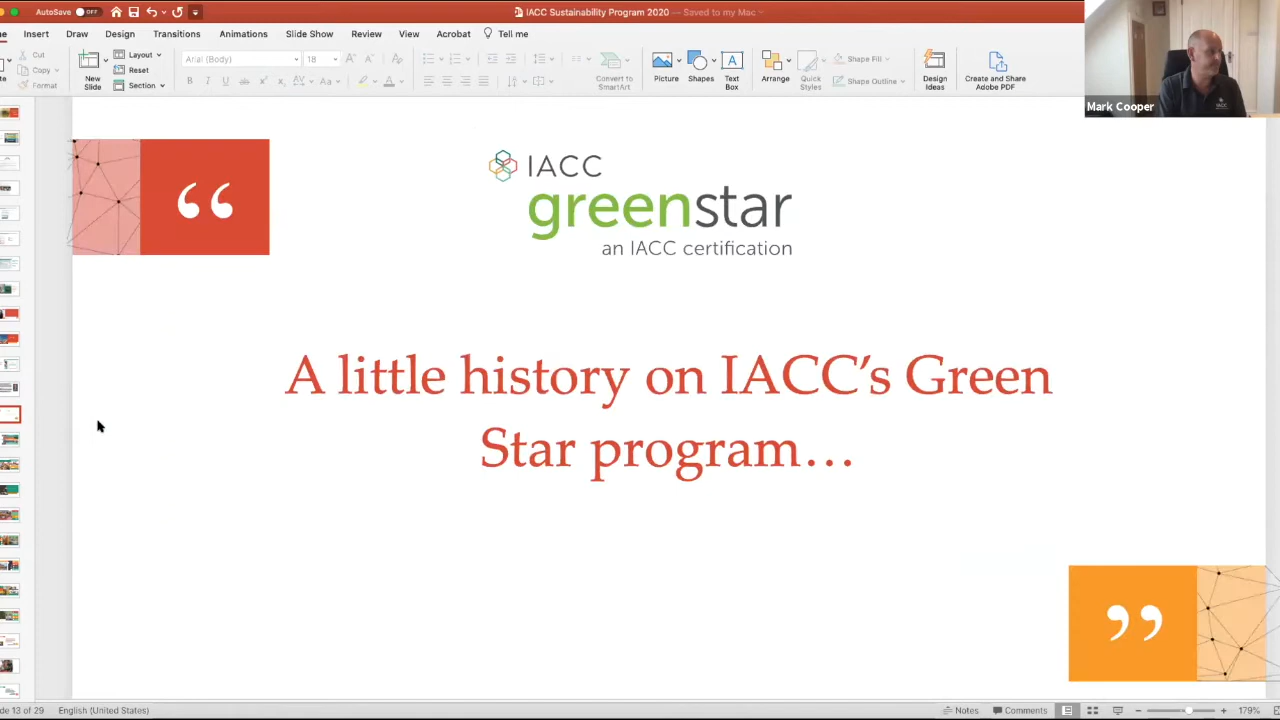 AutoSave OFF
IACC Sustainability Program 2020 — Saved to my Mac
Insert Draw Design Transitions Animations Slide Show Review View Acrobat Tell me
Cut
Copy
Format
New Slide
Layout
Reset
Section
Arial (Body) 18
Convert to SmartArt
Picture
Shapes
Text Box
Arrange
Quick Styles
Shape Fill
Shape Outline
Design Ideas
Create and Share Adobe PDF
Mark Cooper
“
IACC
greenstar
an IACC certification
A little history on IACC’s Green
Star program…
”
de 13 of 29 English (United States) Notes Comments 179%